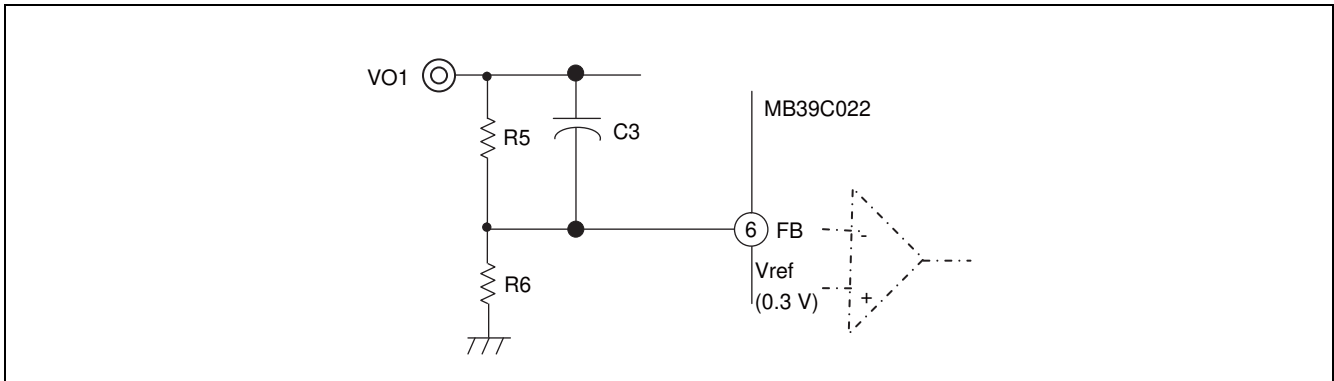 VO1
MB39C022
R5
C3
6
FB
-
Vref
(0.3 V)
+
R6